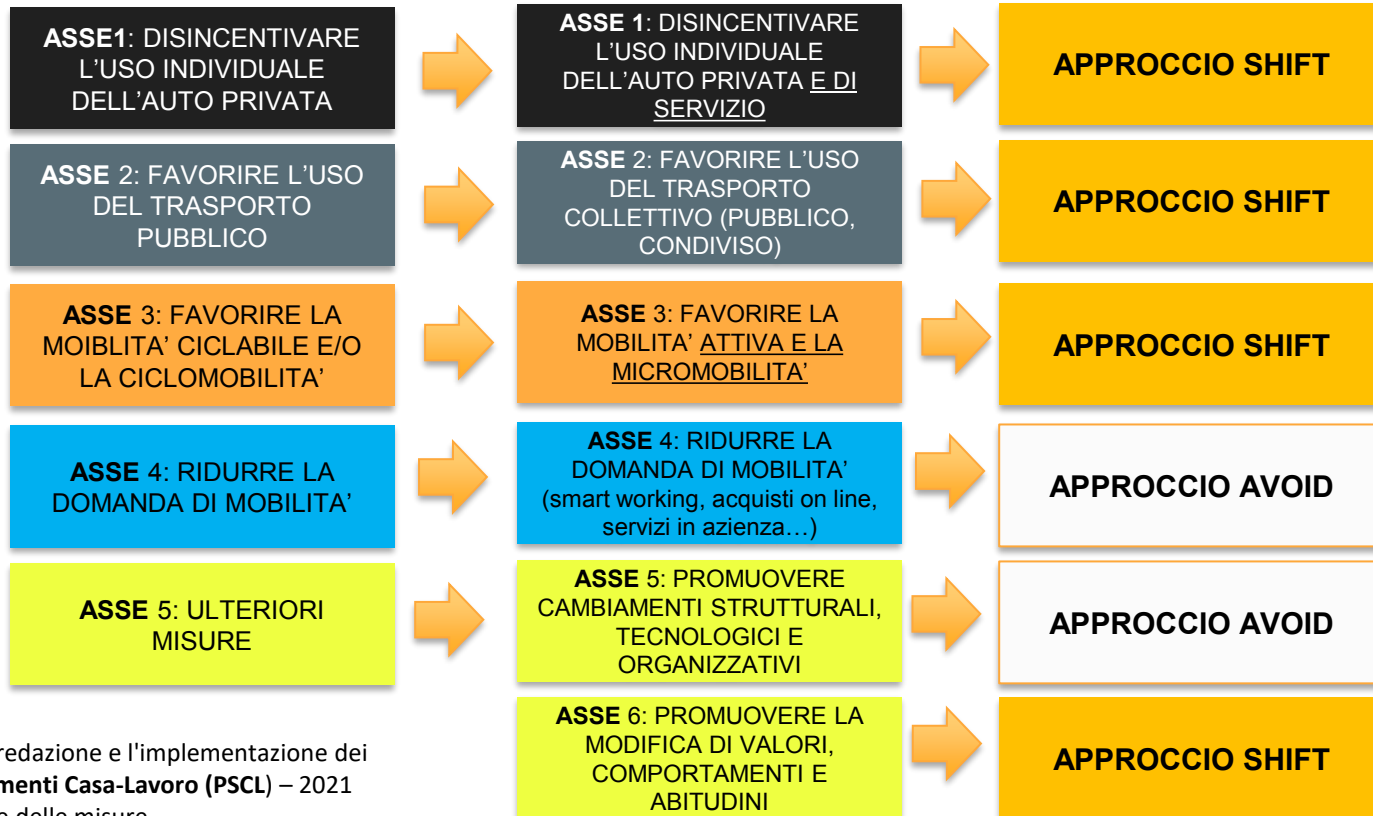 ASSE1: DISINCENTIVARE
L’USO INDIVIDUALE
DELL’AUTO PRIVATA
ASSE 1: DISINCENTIVARE
L’USO INDIVIDUALE
DELL’AUTO PRIVATA E DI
SERVIZIO
APPROCCIO SHIFT
ASSE 2: FAVORIRE L’USO
DEL TRASPORTO
PUBBLICO
ASSE 2: FAVORIRE L’USO
DEL TRASPORTO
COLLETTIVO (PUBBLICO,
CONDIVISO)
APPROCCIO SHIFT
ASSE 3: FAVORIRE LA
MOIBLITA’ CICLABILE E/O
LA CICLOMOBILITA’
ASSE 3: FAVORIRE LA
MOBILITA’ ATTIVA E LA
MICROMOBILITA’
APPROCCIO SHIFT
ASSE 4: RIDURRE LA
DOMANDA DI MOBILITA’
ASSE 4: RIDURRE LA
DOMANDA DI MOBILITA’
(smart working, acquisti on line,
servizi in azienza…)
APPROCCIO AVOID
ASSE 5: ULTERIORI
MISURE
ASSE 5: PROMUOVERE
CAMBIAMENTI STRUTTURALI,
TECNOLOGICI E
ORGANIZZATIVI
APPROCCIO AVOID
ASSE 6: PROMUOVERE LA
MODIFICA DI VALORI,
COMPORTAMENTI E
ABITUDINI
APPROCCIO SHIFT
redazione e l'implementazione dei
menti Casa-Lavoro (PSCL) – 2021
delle misure